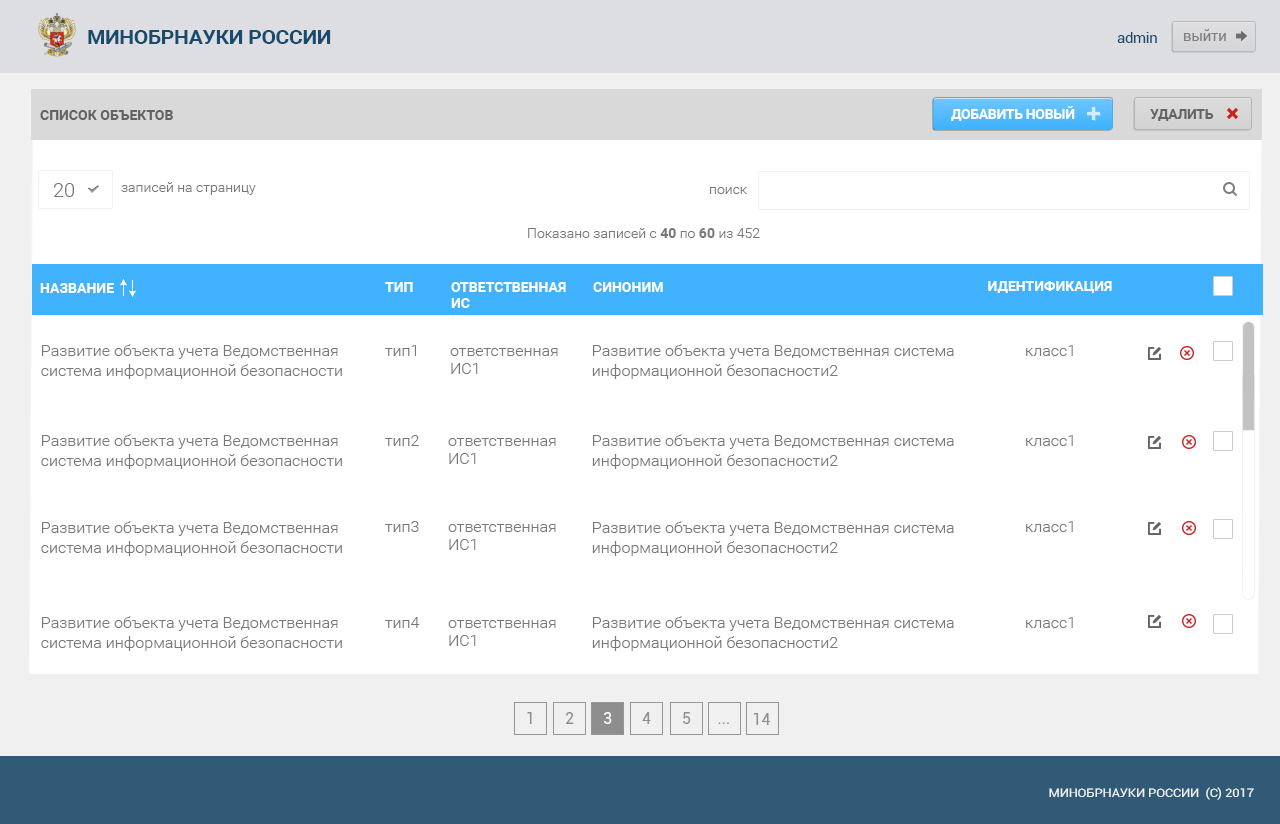 МИНОБРНАУКИ РОССИИ
admin
ВЫЙТИ
СПИСОК ОБЪЕКТОВ
ДОБАВИТЬ НОВЫЙ
УДАЛИТЬ
20
записей на страницу
поиск
Показано записей с 40 по 60 из 452
НАЗВАНИЕ
ТИП
ОТВЕТСТВЕННАЯ
ИС
СИНОНИМ
ИДЕНТИФИКАЦИЯ
Развитие объекта учета Ведомственная
система информационной безопасности
тип1
ответственная
ИС1
Развитие объекта учета Ведомственная система
информационной безопасности2
класс1
Развитие объекта учета Ведомственная
система информационной безопасности
тип2
ответственная
ИС1
Развитие объекта учета Ведомственная система
информационной безопасности2
класс1
Развитие объекта учета Ведомственная
система информационной безопасности
тип3
ответственная
ИС1
Развитие объекта учета Ведомственная система
информационной безопасности2
класс1
Развитие объекта учета Ведомственная
система информационной безопасности
тип4
ответственная
ИС1
Развитие объекта учета Ведомственная система
информационной безопасности2
класс1
1 2 3 4 5 ... 14
МИНОБРНАУКИ РОССИИ (С) 2017